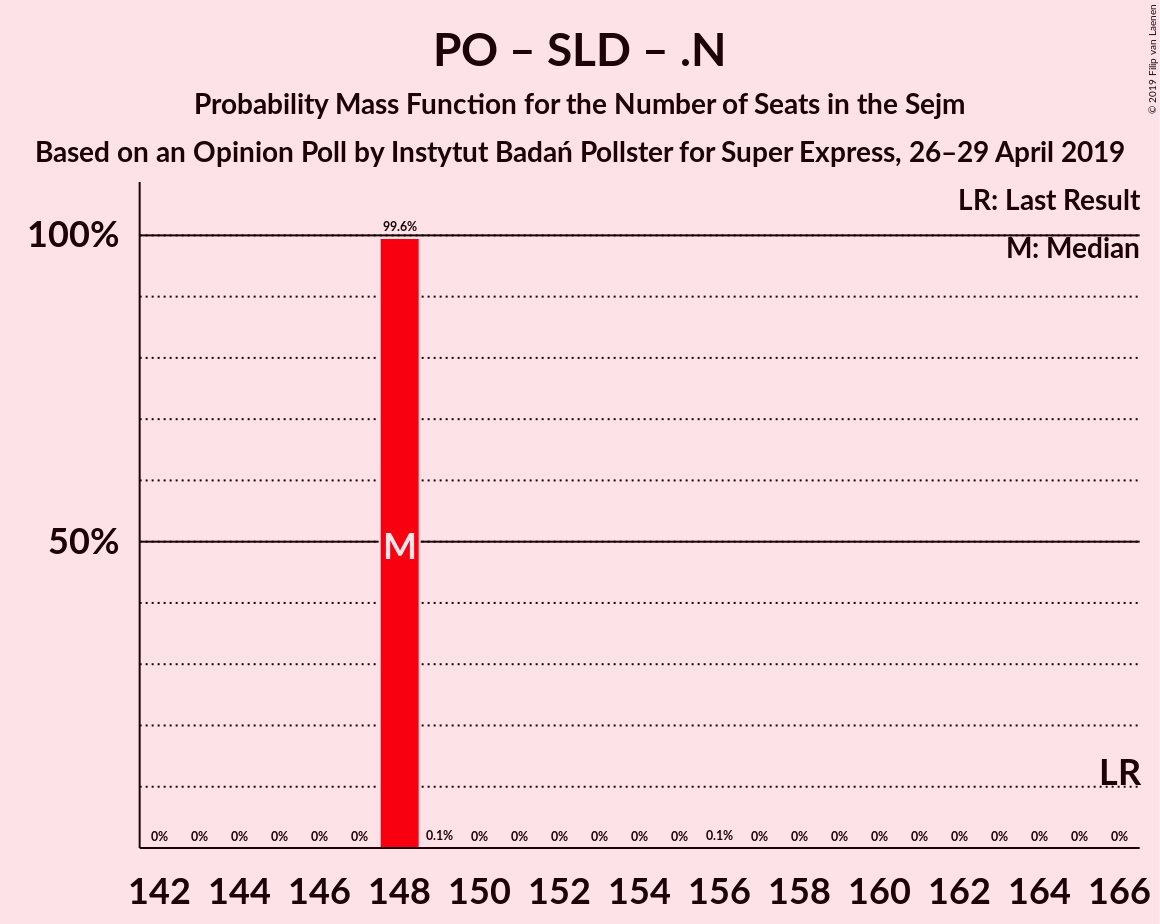 PO – SLD – .N
Probability Mass Function for the Number of Seats in the Sejm
Based on an Opinion Poll by Instytut Badań Pollster for Super Express, 26–29 April 2019
© 2019 Filip van Laenen
LR: Last Result
M: Median
100%
50%
99.6%
M
LR
0% 0% 0% 0% 0% 0% 0.1% 0% 0% 0% 0% 0% 0% 0.1% 0% 0% 0% 0% 0% 0% 0% 0% 0% 0%
142 144 146 148 150 152 154 156 158 160 162 164 166